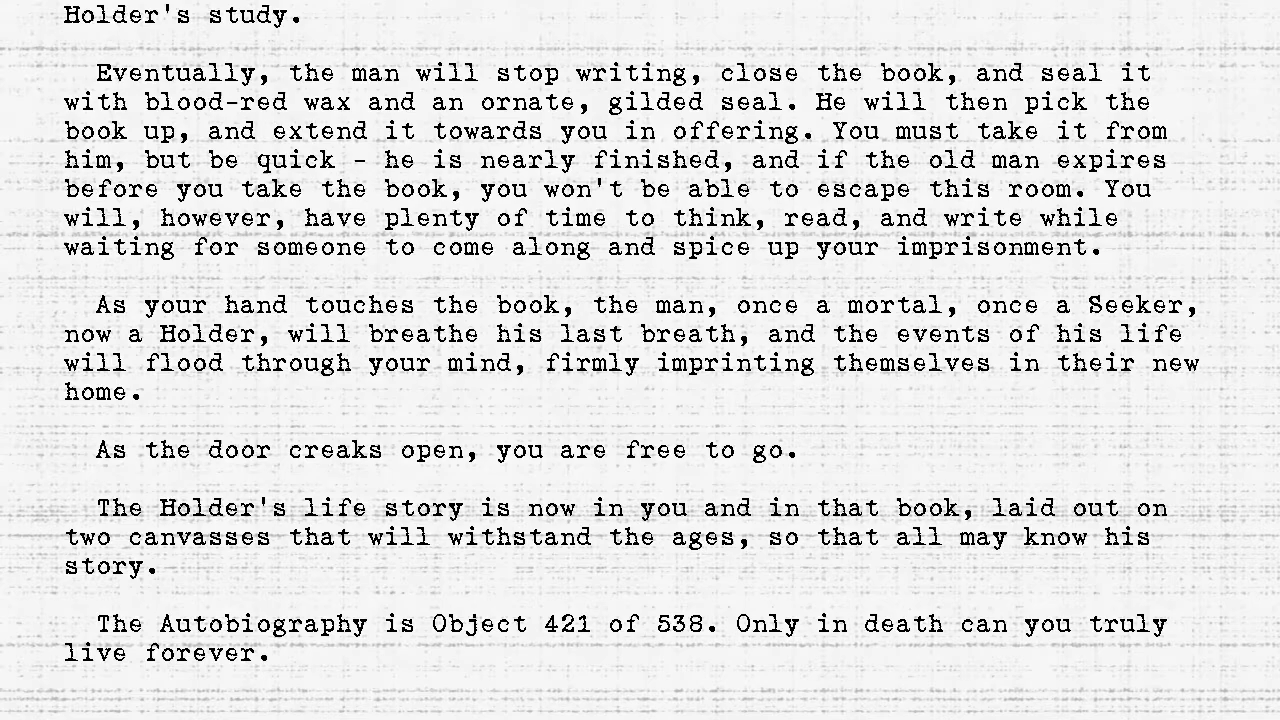 Holder's study.
Eventually, the man will stop writing, close the book, and seal it
with blood-red wax and an ornate, gilded seal. He will then pick the
book up, and extend it towards you in offering. You must take it from
him, but be quick - he is nearly finished, and if the old man expires
before you take the book, you won't be able to escape this room. You
will, however, have plenty of time to think, read, and write while
waiting for someone to come along and spice up your imprisonment.
As your hand touches the book, the man, once a mortal, once a Seeker,
now a Holder, will breathe his last breath, and the events of his life
will flood through your mind, firmly imprinting themselves in their new
home.
As the door creaks open, you are free to go.
The Holder's life story is now in you and in that book, laid out on
two canvasses that will withstand the ages, so that all may know his
story.
The Autobiography is Object 421 of 538. Only in death can you truly
live forever.